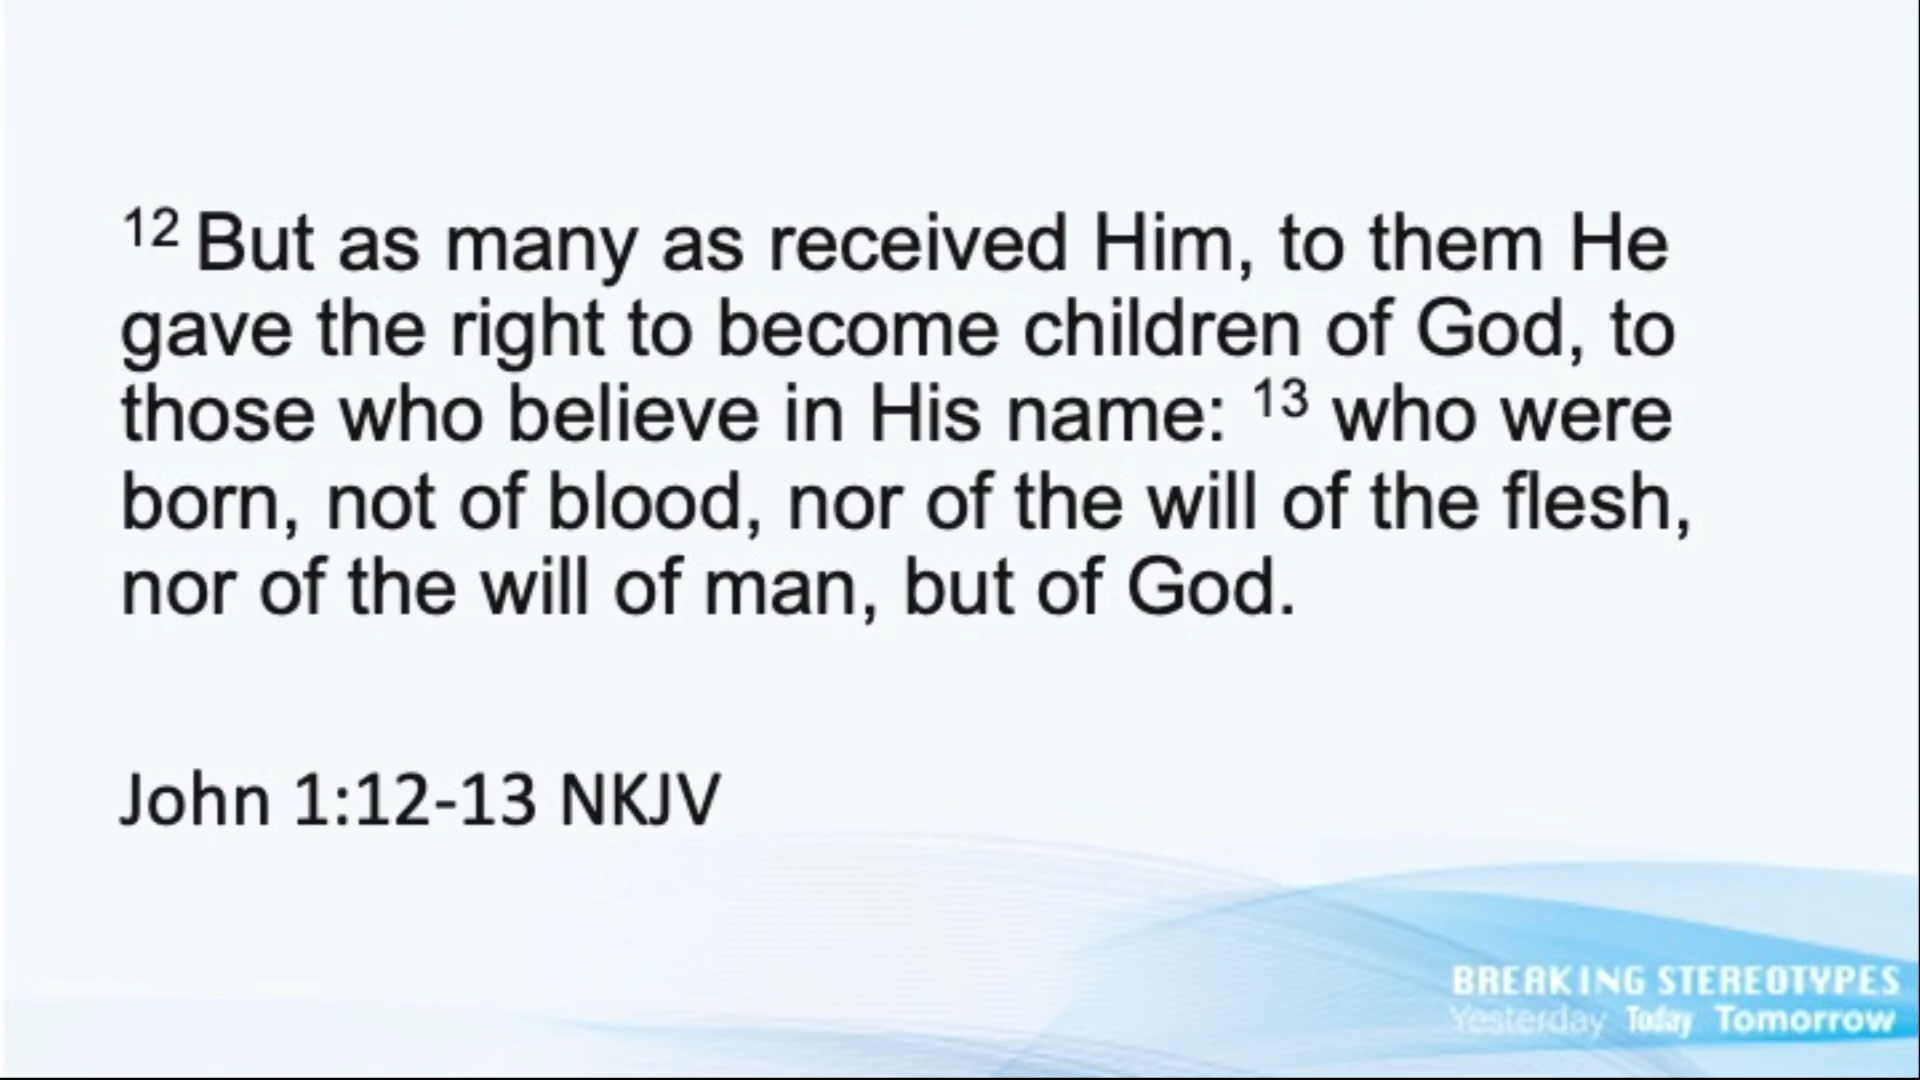 12 But as many as received Him, to them He
gave the right to become children of God, to
those who believe in His name: 13 who were
born, not of blood, nor of the will of the flesh,
nor of the will of man, but of God.
John 1:12-13 NKJV
BREAKING STEREOTYPES
Yesterday Today Tomorrow